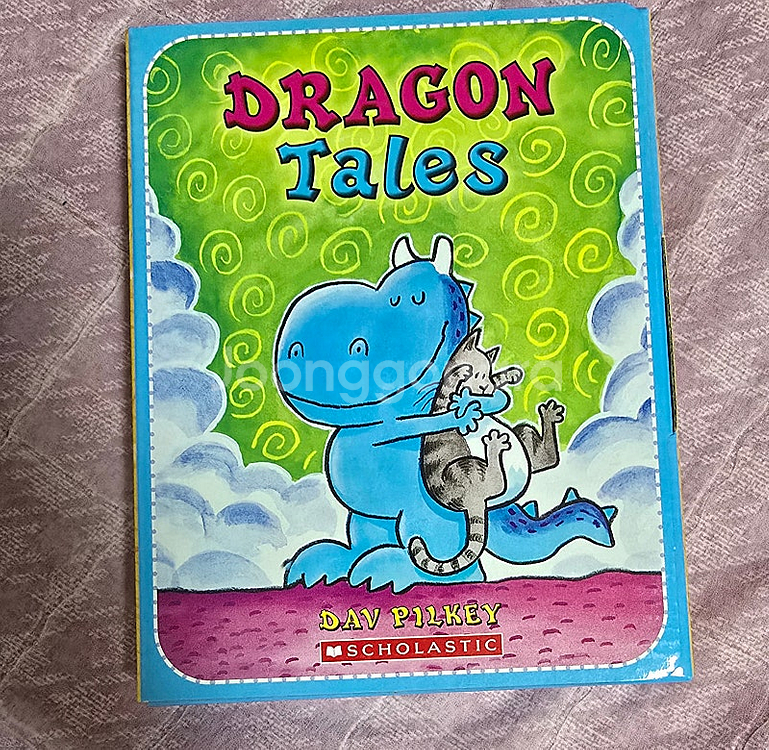 DRAGON
Tales
DAV PILKEY
SCHOLASTIC